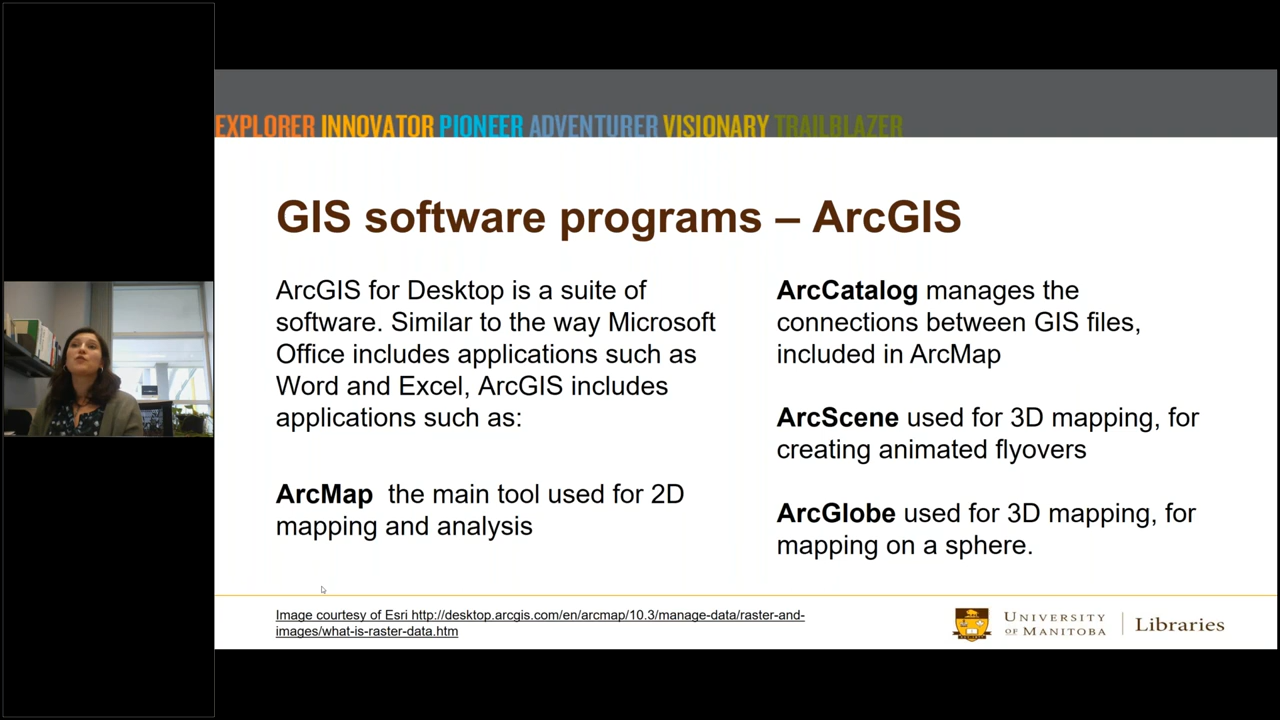 EXPLORER INNOVATOR PIONEER ADVENTURER VISIONARY TRAILBLAZER
GIS software programs – ArcGIS
ArcGIS for Desktop is a suite of
software. Similar to the way Microsoft
Office includes applications such as
Word and Excel, ArcGIS includes
applications such as:
ArcMap the main tool used for 2D
mapping and analysis
ArcCatalog manages the
connections between GIS files,
included in ArcMap
ArcScene used for 3D mapping, for
creating animated flyovers
ArcGlobe used for 3D mapping, for
mapping on a sphere.
Image courtesy of Esri http://desktop.arcgis.com/en/arcmap/10.3/manage-data/raster-and-
images/what-is-raster-data.htm
UNIVERSITY
OF MANITOBA
Libraries